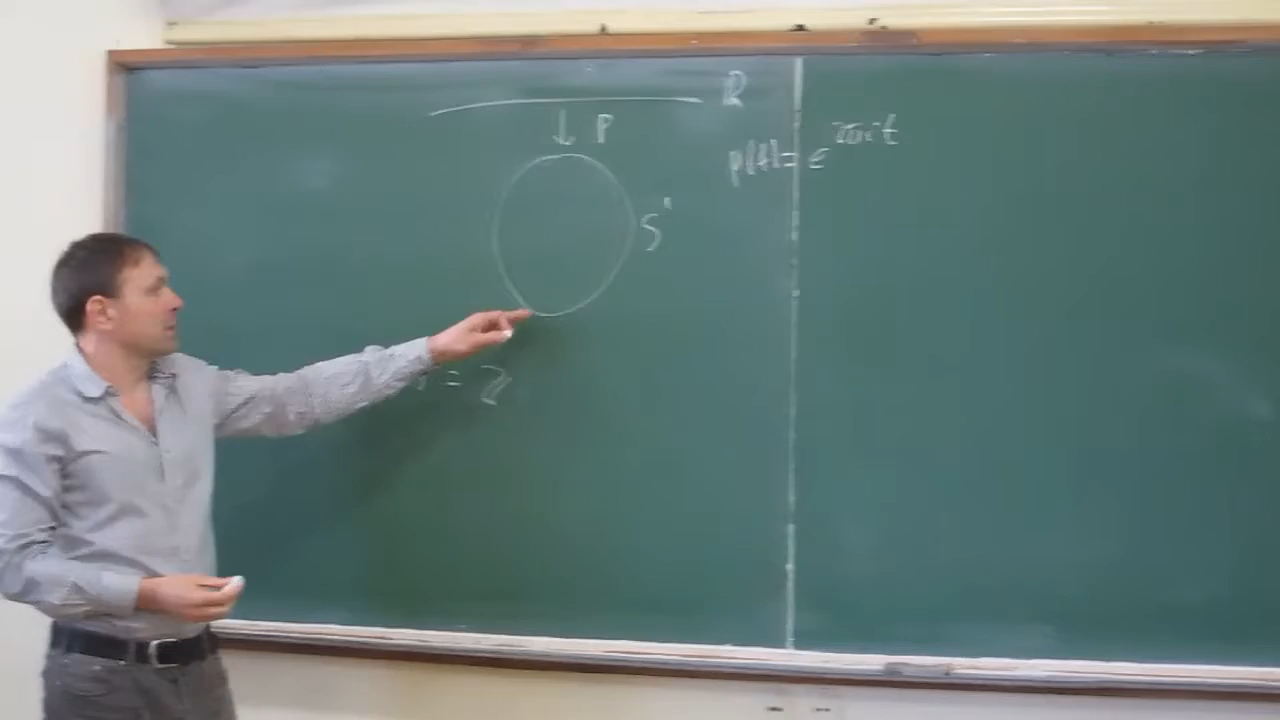 R
↓ P
p(t) = e^{2πit}
S¹
= ℤ